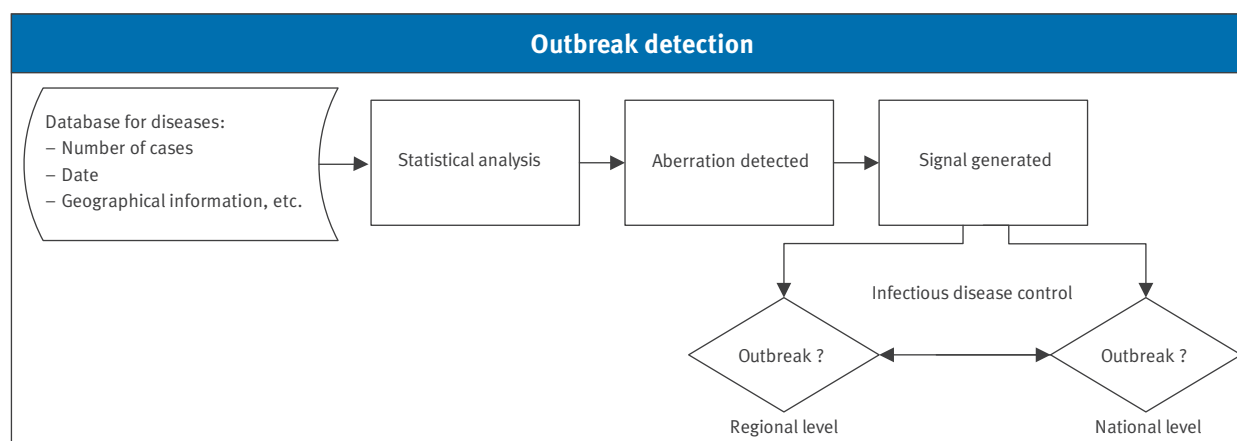 Outbreak detection
Database for diseases:
– Number of cases
– Date
– Geographical information, etc.
Statistical analysis
Aberration detected
Signal generated
Infectious disease control
Outbreak ?
Outbreak ?
Regional level
National level